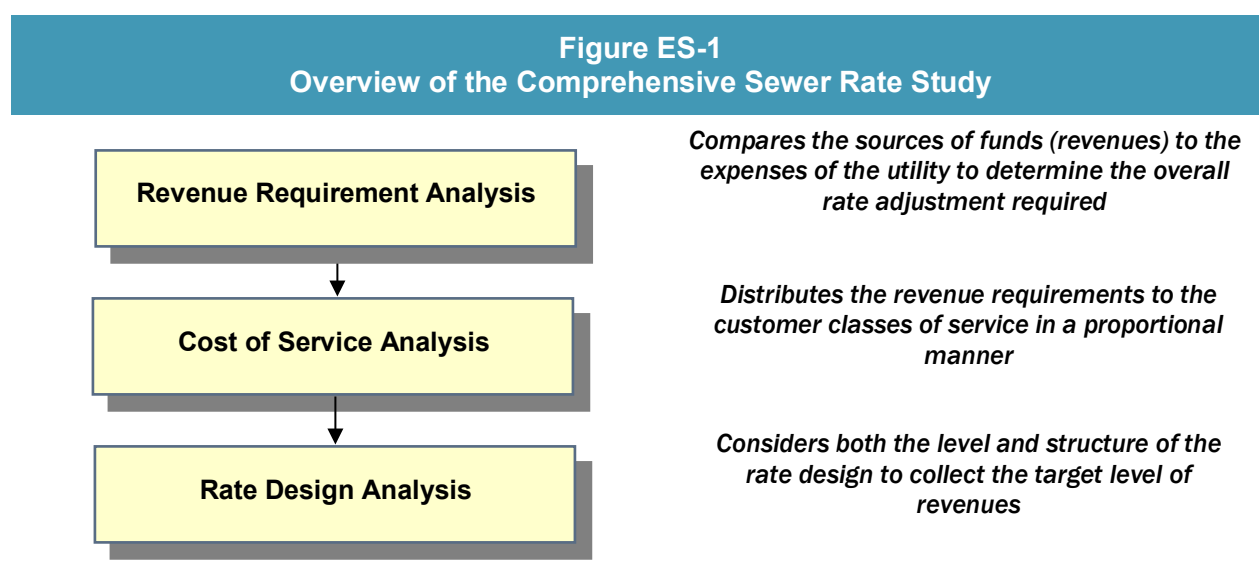 Figure ES-1
Overview of the Comprehensive Sewer Rate Study
Revenue Requirement Analysis
Compares the sources of funds (revenues) to the
expenses of the utility to determine the overall
rate adjustment required
Cost of Service Analysis
Distributes the revenue requirements to the
customer classes of service in a proportional
manner
Rate Design Analysis
Considers both the level and structure of the
rate design to collect the target level of
revenues